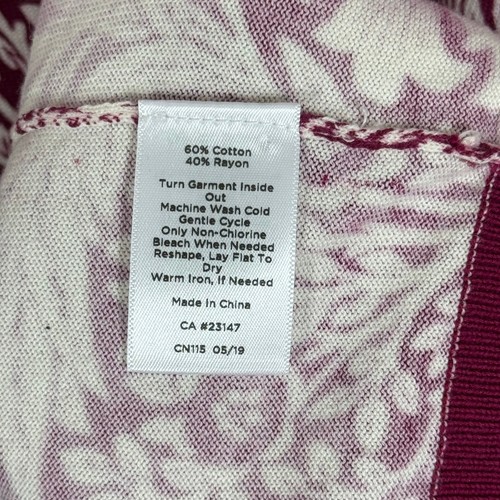 60% Cotton
40% Rayon
Turn Garment Inside
Out
Machine Wash Cold
Gentle Cycle
Only Non-Chlorine
Bleach When Needed
Reshape, Lay Flat To
Dry
Warm Iron, If Needed
Made In China
CA #23147
CN115 05/19